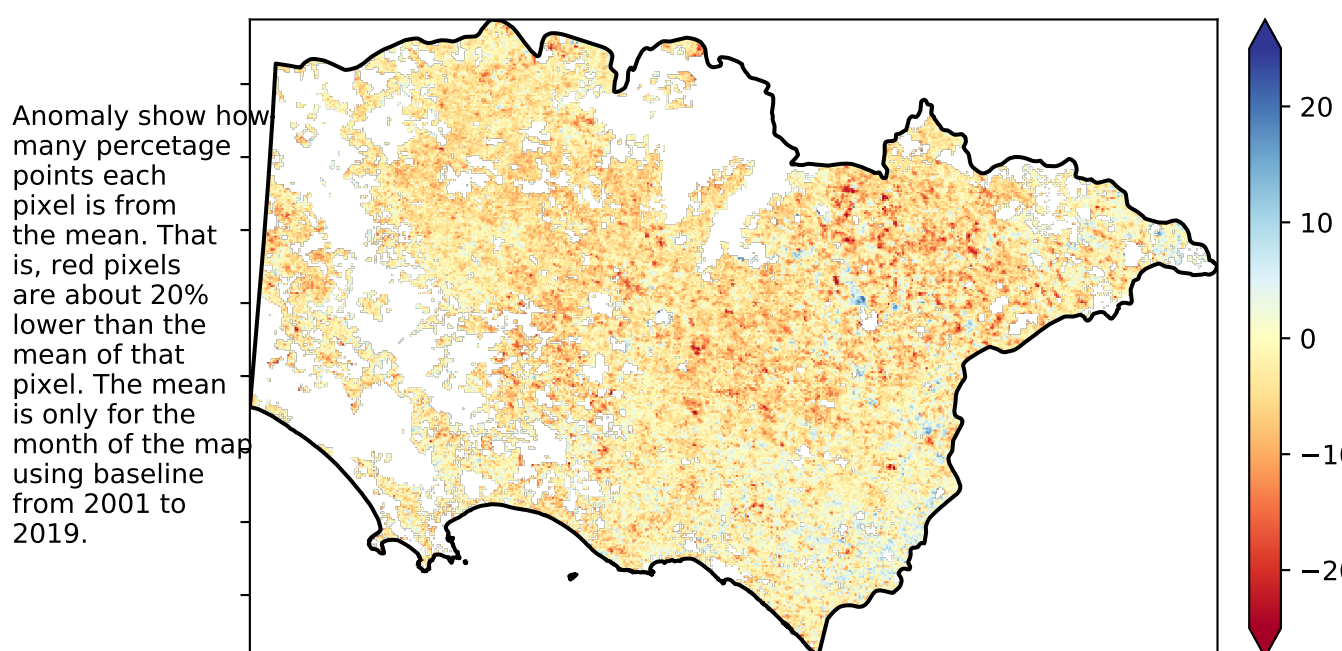 Anomaly show how
many percetage
points each
pixel is from
the mean. That
is, red pixels
are about 20%
lower than the
mean of that
pixel. The mean
is only for the
month of the map
using baseline
from 2001 to
2019.
20
10
0
−10
−20